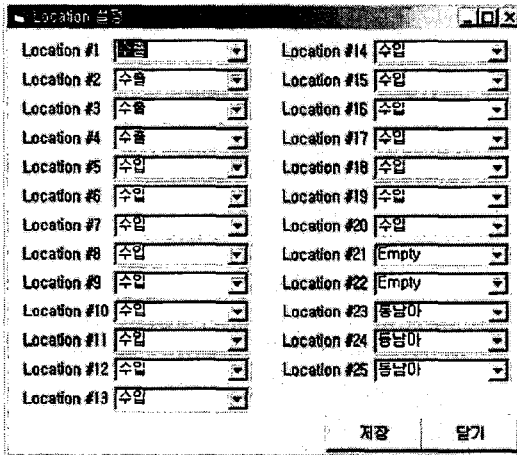 Location 설정
Location #1 수출
Location #2 수출
Location #3 수출
Location #4 수출
Location #5 수입
Location #6 수입
Location #7 수입
Location #8 수입
Location #9 수입
Location #10 수입
Location #11 수입
Location #12 수입
Location #13 수입
Location #14 수입
Location #15 수입
Location #16 수입
Location #17 수입
Location #18 수입
Location #19 수입
Location #20 수입
Location #21 Empty
Location #22 Empty
Location #23 동남아
Location #24 동남아
Location #25 동남아
저장 닫기